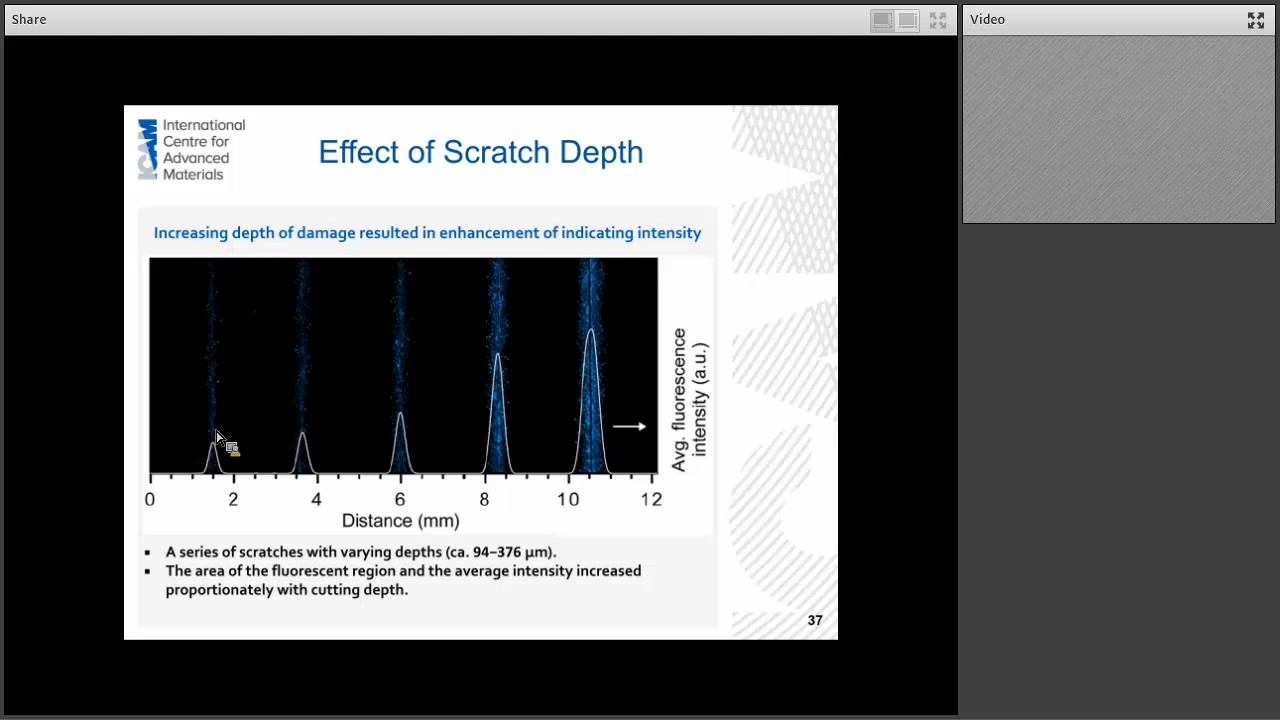 Share
Video
ICAM
International
Centre for
Advanced
Materials
Effect of Scratch Depth
Increasing depth of damage resulted in enhancement of indicating intensity
Avg. fluorescence
intensity (a.u.)
0 2 4 6 8 10 12
Distance (mm)
▪ A series of scratches with varying depths (ca. 94–376 µm).
▪ The area of the fluorescent region and the average intensity increased
proportionately with cutting depth.
37